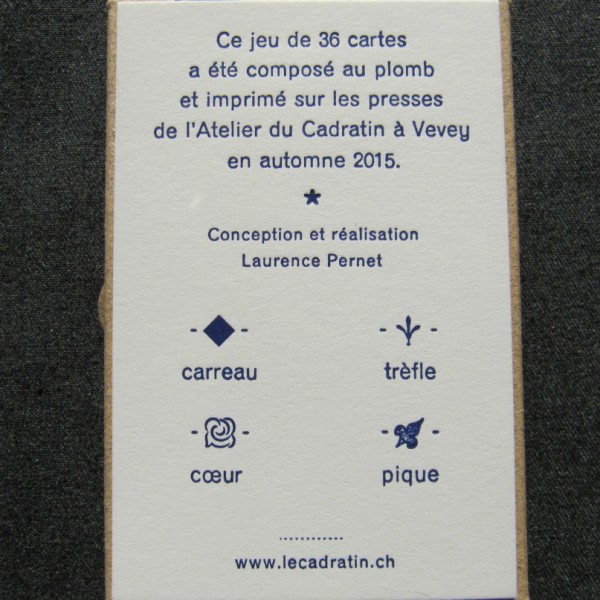 Ce jeu de 36 cartes
a été composé au plomb
et imprimé sur les presses
de l'Atelier du Cadratin à Vevey
en automne 2015.
Conception et réalisation
Laurence Pernet
carreau
trèfle
cœur
pique
www.lecadratin.ch